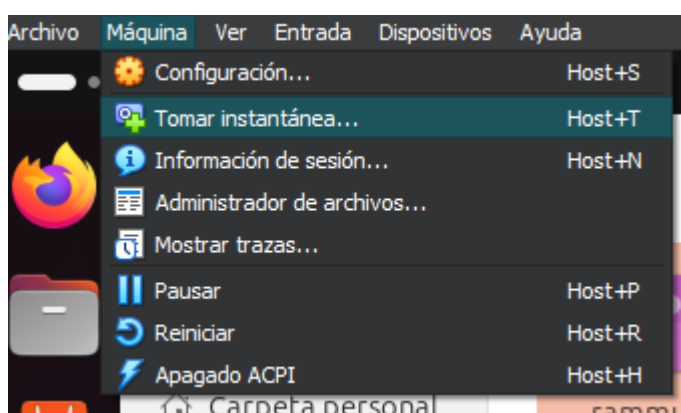 Archivo Máquina Ver Entrada Dispositivos Ayuda
Configuración... Host+S
Tomar instantánea... Host+T
Información de sesión... Host+N
Administrador de archivos...
Mostrar trazas...
Pausar Host+P
Reiniciar Host+R
Apagado ACPI Host+H
Carpeta personal